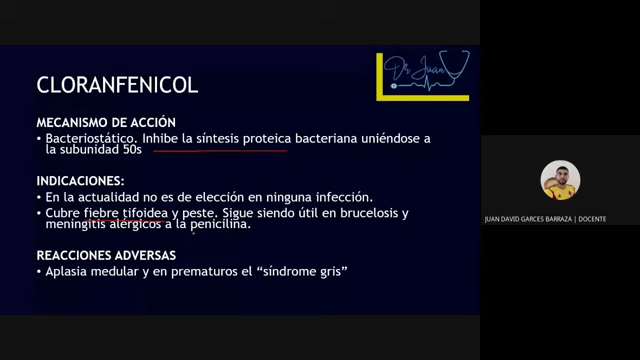 CLORANFENICOL
Dr Juan
MECANISMO DE ACCIÓN
• Bacteriostático. Inhibe la síntesis proteica bacteriana uniéndose a
la subunidad 50s
INDICACIONES:
• En la actualidad no es de elección en ninguna infección.
• Cubre fiebre tifoidea y peste. Sigue siendo útil en brucelosis y
meningitis alérgicos a la penicilina.
REACCIONES ADVERSAS
• Aplasia medular y en prematuros el “síndrome gris”
JUAN DAVID GARCES BARRAZA | DOCENTE